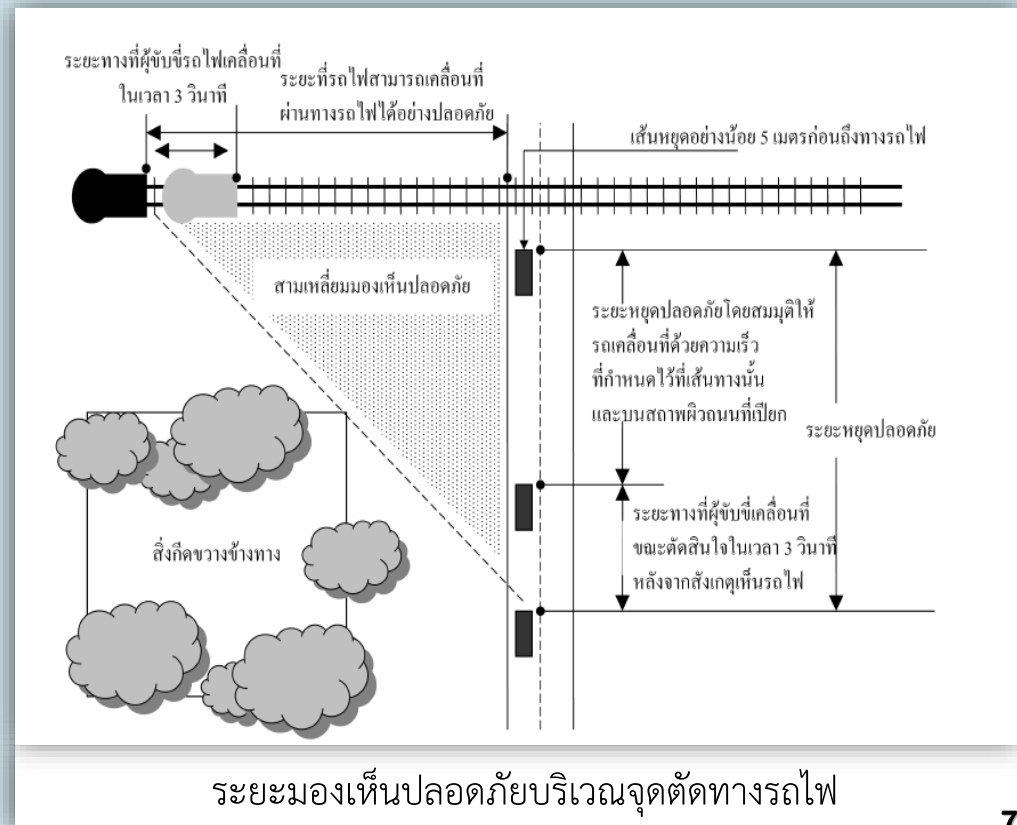 ระยะทางที่ผู้ขับขี่รถไฟเคลื่อนที่
ในเวลา 3 วินาที
ระยะที่รถไฟสามารถเคลื่อนที่
ผ่านทางรถไฟได้อย่างปลอดภัย
เส้นหยุดอย่างน้อย 5 เมตรก่อนถึงทางรถไฟ
สามเหลี่ยมมองเห็นปลอดภัย
ระยะหยุดปลอดภัยโดยสมมุติให้
รถเคลื่อนที่ด้วยความเร็ว
ที่กำหนดไว้ที่เส้นทางนั้น
และบนสภาพผิวถนนที่เปียก
ระยะหยุดปลอดภัย
ระยะทางที่ผู้ขับขี่เคลื่อนที่
ขณะตัดสินใจในเวลา 3 วินาที
หลังจากสังเกตุเห็นรถไฟ
สิ่งกีดขวางข้างทาง
ระยะมองเห็นปลอดภัยบริเวณจุดตัดทางรถไฟ
7